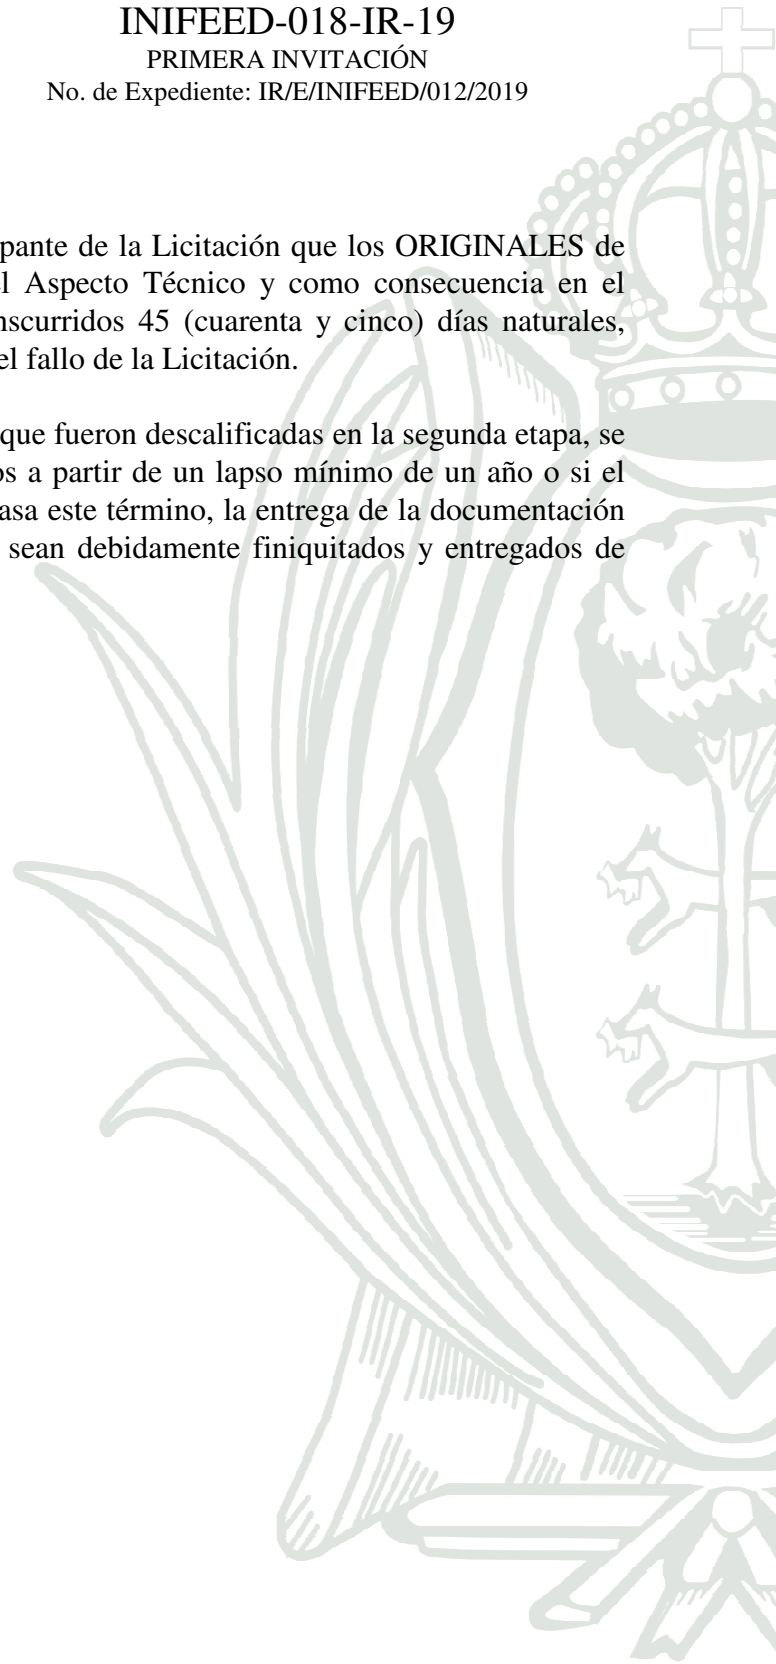 INIFEED-018-IR-19
PRIMERA INVITACIÓN
No. de Expediente: IR/E/INIFEED/012/2019
pante de la Licitación que los ORIGINALES de
l Aspecto Técnico y como consecuencia en el
nscurridos 45 (cuarenta y cinco) días naturales,
el fallo de la Licitación.
que fueron descalificadas en la segunda etapa, se
os a partir de un lapso mínimo de un año o si el
asa este término, la entrega de la documentación
sean debidamente finiquitados y entregados de